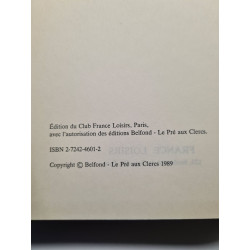 Édition du Club France Loisirs, Paris,
avec l'autorisation des éditions Belfond - Le Pré aux Clercs.
ISBN 2-7242-4601-2
Copyright © Belfond - Le Pré aux Clercs 1989